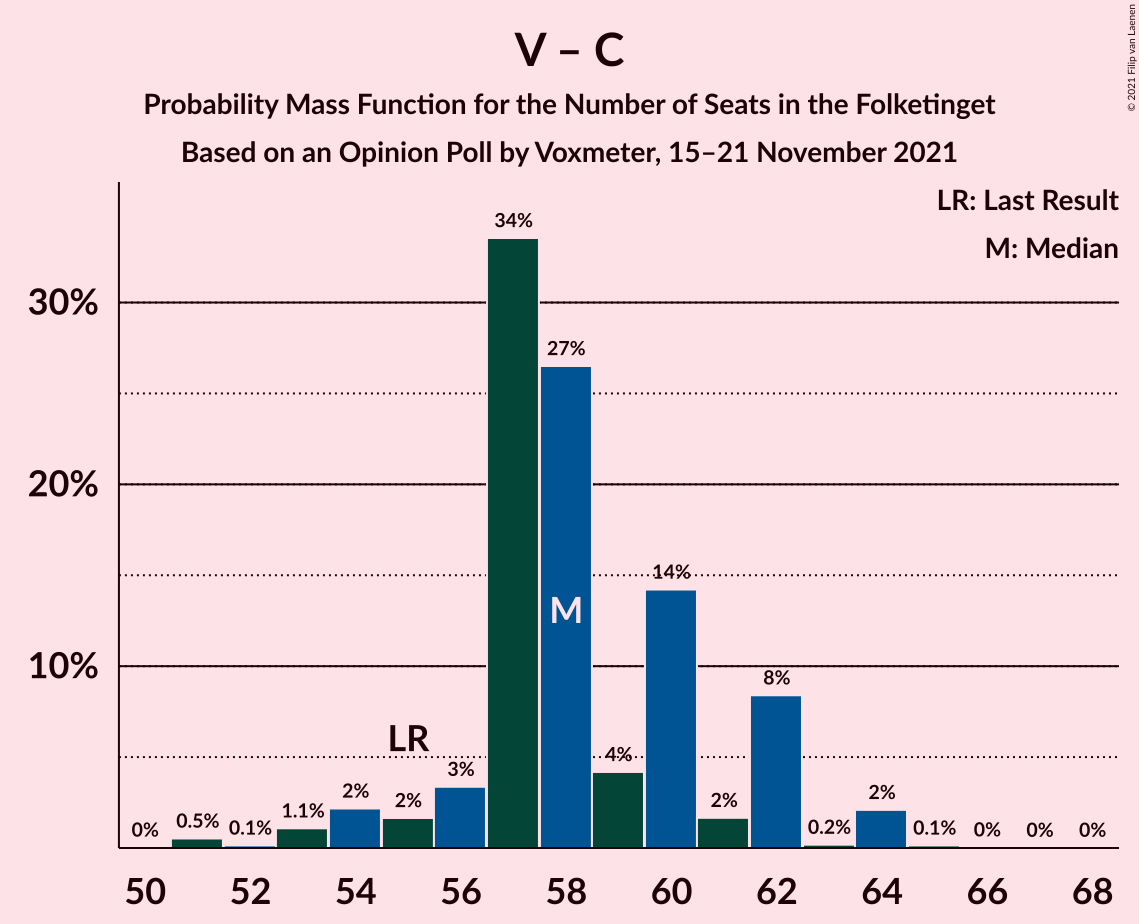 V – C
Probability Mass Function for the Number of Seats in the Folketinget
Based on an Opinion Poll by Voxmeter, 15–21 November 2021
© 2021 Filip van Laenen
LR: Last Result
M: Median
30%
20%
10%
0%
0.5%
0.1%
1.1%
2%
2%
LR
3%
34%
27%
M
4%
14%
2%
8%
0.2%
2%
0.1%
0%
0%
0%
50 52 54 56 58 60 62 64 66 68